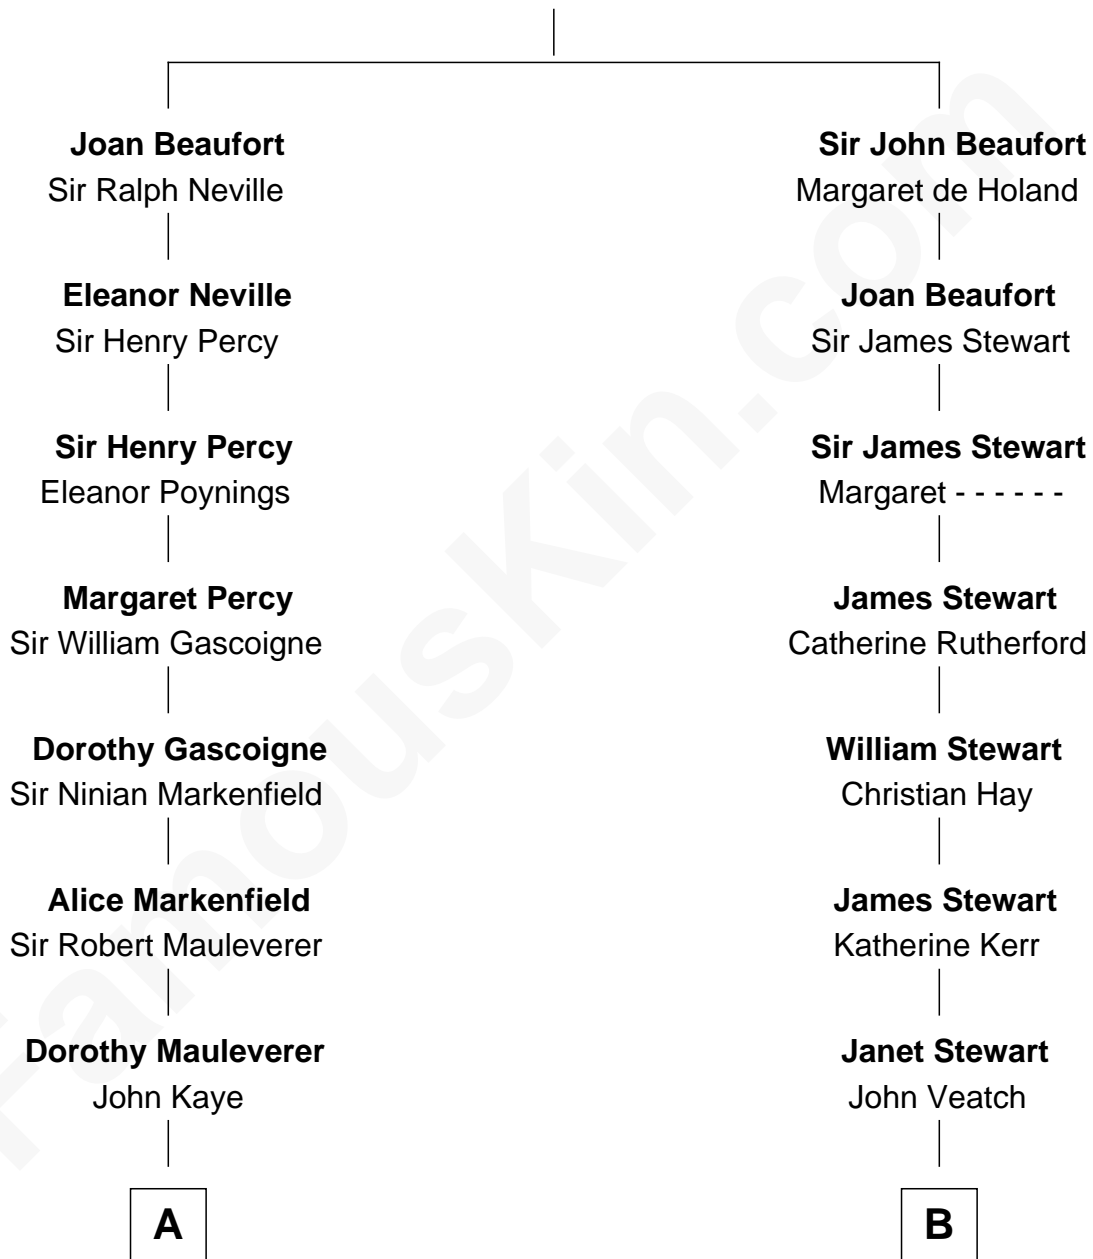 Joan Beaufort
Sir Ralph Neville
Eleanor Neville
Sir Henry Percy
Sir Henry Percy
Eleanor Poynings
Margaret Percy
Sir William Gascoigne
Dorothy Gascoigne
Sir Ninian Markenfield
Alice Markenfield
Sir Robert Mauleverer
Dorothy Mauleverer
John Kaye
A
Sir John Beaufort
Margaret de Holand
Joan Beaufort
Sir James Stewart
Sir James Stewart
Margaret - - - - - -
James Stewart
Catherine Rutherford
William Stewart
Christian Hay
James Stewart
Katherine Kerr
Janet Stewart
John Veatch
B
FamousKin.com